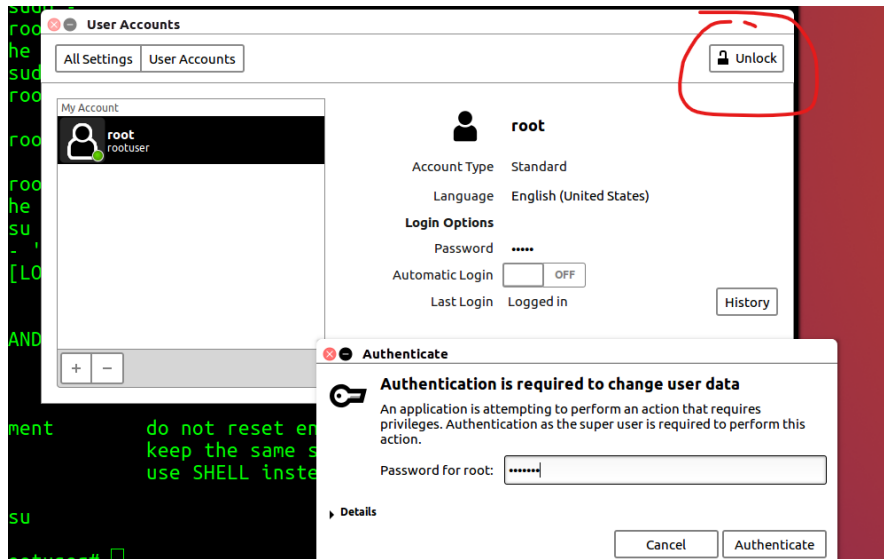 sudo -
roo
User Accounts
he
All Settings
User Accounts
Unlock
sud
roo
My Account
root
rootuser
roo
root
Account Type Standard
roo
Language English (United States)
he
Login Options
su
Password •••••
- '
Automatic Login OFF
[LO
Last Login Logged in
History
AND
+ −
Authenticate
Authentication is required to change user data
An application is attempting to perform an action that requires
privileges. Authentication as the super user is required to perform this
action.
ment do not reset en
keep the same s
use SHELL inste
Password for root: •••••••
Details
su
Cancel
Authenticate